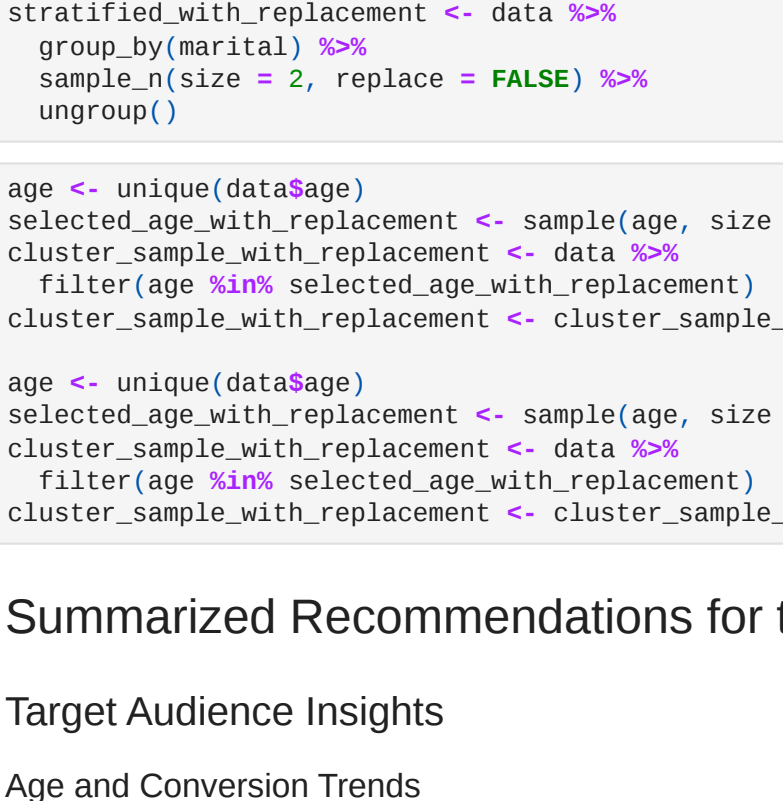 stratified_with_replacement <- data %>%
  group_by(marital) %>%
  sample_n(size = 2, replace = FALSE) %>%
  ungroup()
age <- unique(data$age)
selected_age_with_replacement <- sample(age, size
cluster_sample_with_replacement <- data %>%
  filter(age %in% selected_age_with_replacement)
cluster_sample_with_replacement <- cluster_sample_

age <- unique(data$age)
selected_age_with_replacement <- sample(age, size
cluster_sample_with_replacement <- data %>%
  filter(age %in% selected_age_with_replacement)
cluster_sample_with_replacement <- cluster_sample_
Summarized Recommendations for t
Target Audience Insights
Age and Conversion Trends